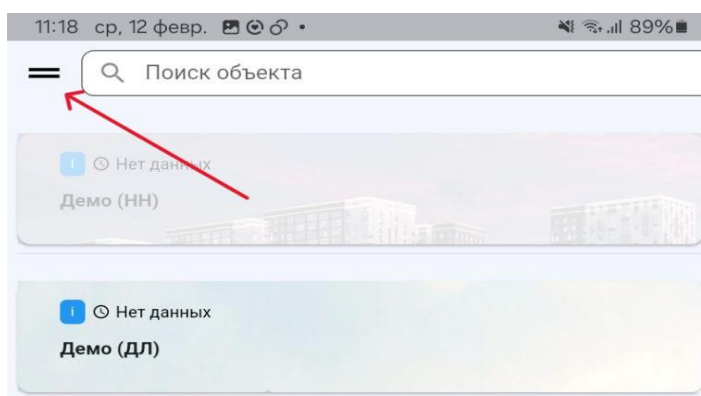 11:18 ср, 12 февр. 89%
Поиск объекта
i Нет данных
Демо (НН)
i Нет данных
Демо (ДЛ)